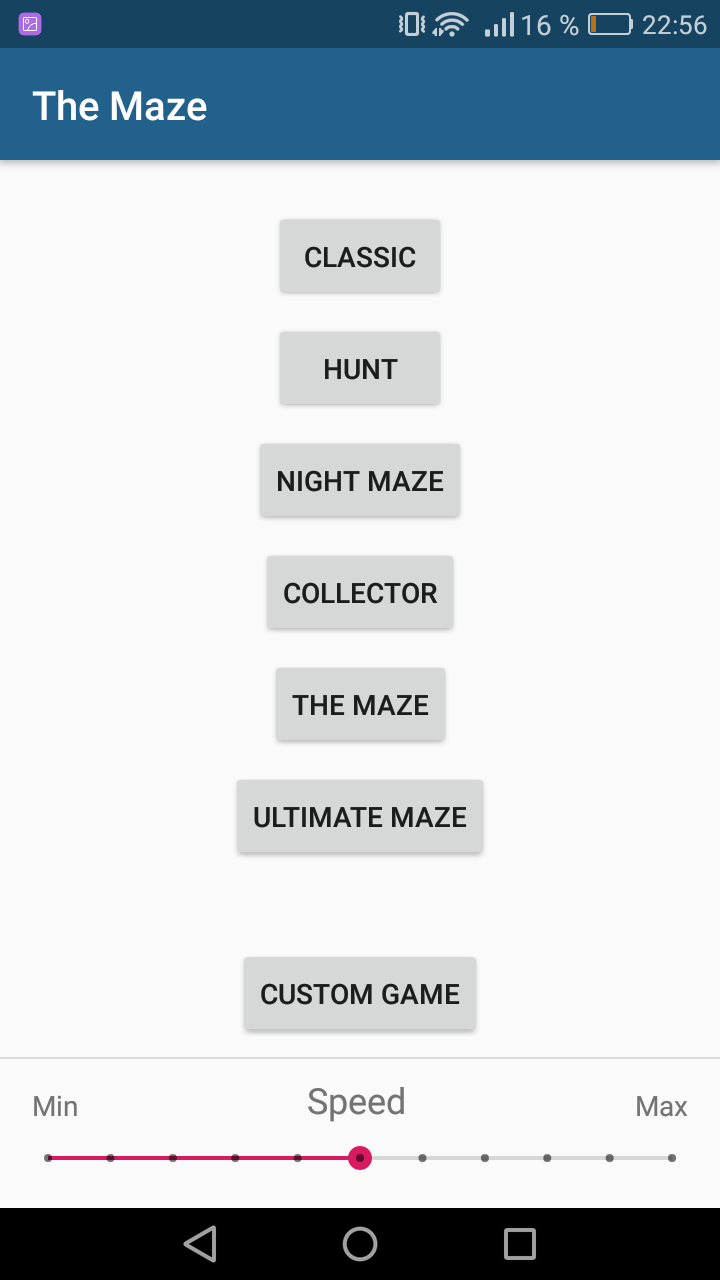 16 % 22:56
The Maze
CLASSIC
HUNT
NIGHT MAZE
COLLECTOR
THE MAZE
ULTIMATE MAZE
CUSTOM GAME
Min Speed Max